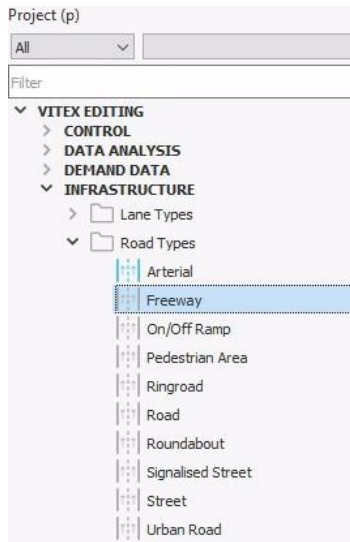 Project (p)
All
Filter
VITEX EDITING
CONTROL
DATA ANALYSIS
DEMAND DATA
INFRASTRUCTURE
Lane Types
Road Types
Arterial
Freeway
On/Off Ramp
Pedestrian Area
Ringroad
Road
Roundabout
Signalised Street
Street
Urban Road